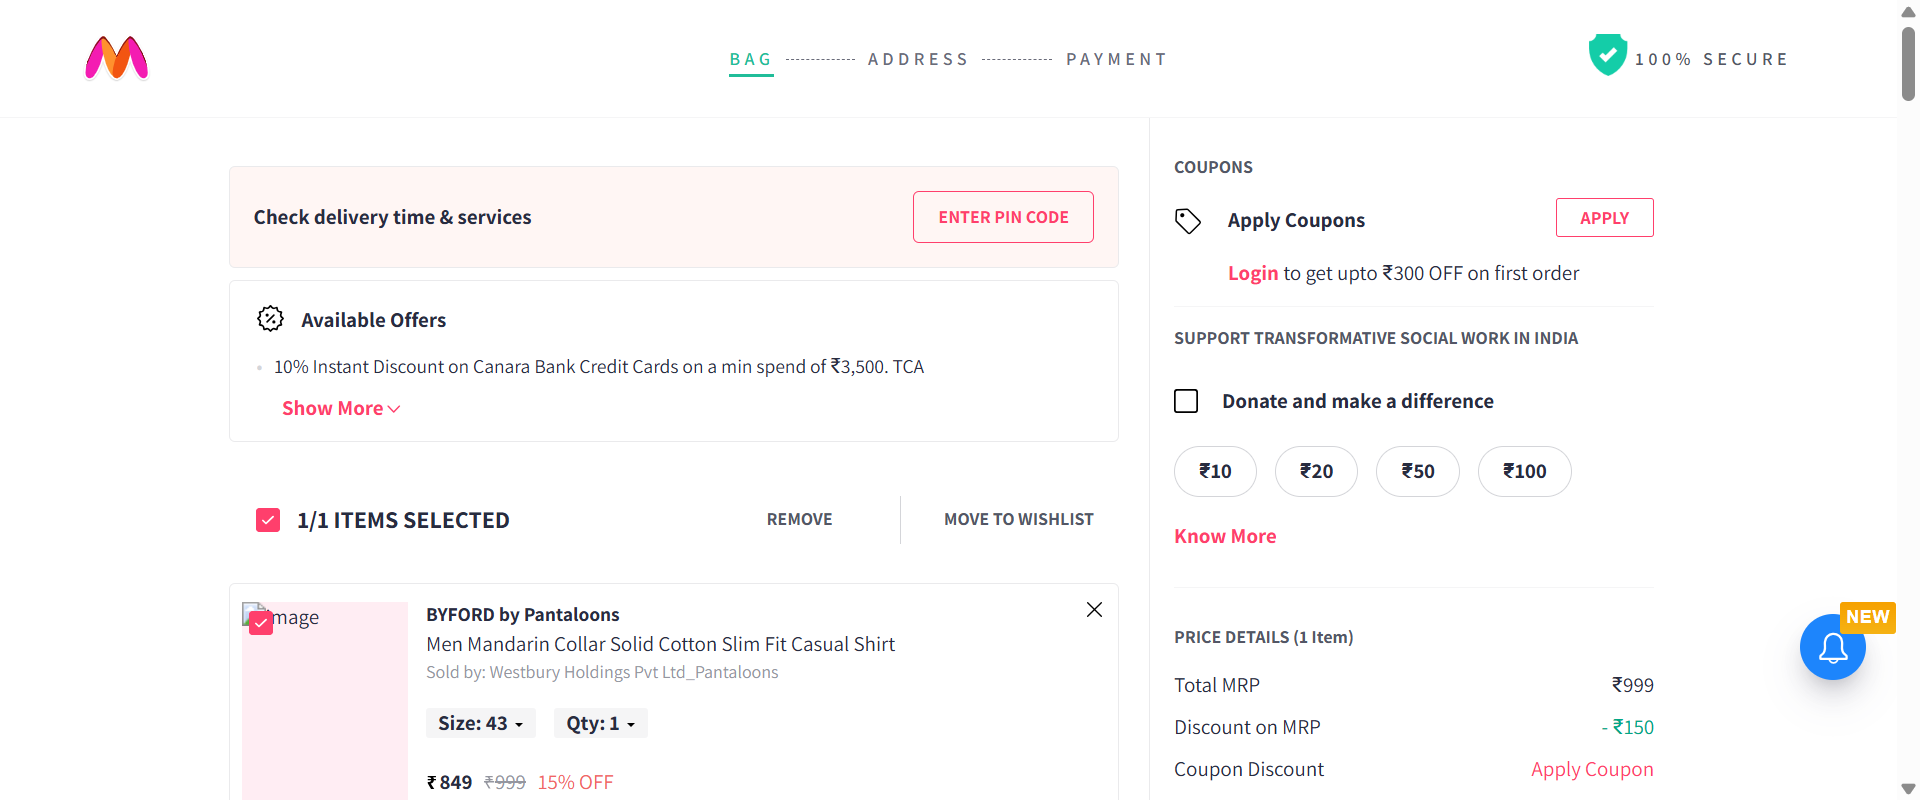 BAG
ADDRESS
PAYMENT
100% SECURE
Check delivery time & services
ENTER PIN CODE
Available Offers
10% Instant Discount on Canara Bank Credit Cards on a min spend of ₹3,500. TCA
Show More
1/1 ITEMS SELECTED
REMOVE
MOVE TO WISHLIST
Image
BYFORD by Pantaloons
Men Mandarin Collar Solid Cotton Slim Fit Casual Shirt
Sold by: Westbury Holdings Pvt Ltd_Pantaloons
Size: 43
Qty: 1
₹ 849 ₹999 15% OFF
COUPONS
Apply Coupons
APPLY
Login to get upto ₹300 OFF on first order
SUPPORT TRANSFORMATIVE SOCIAL WORK IN INDIA
Donate and make a difference
₹10
₹20
₹50
₹100
Know More
PRICE DETAILS (1 Item)
Total MRP ₹999
Discount on MRP - ₹150
Coupon Discount Apply Coupon
NEW